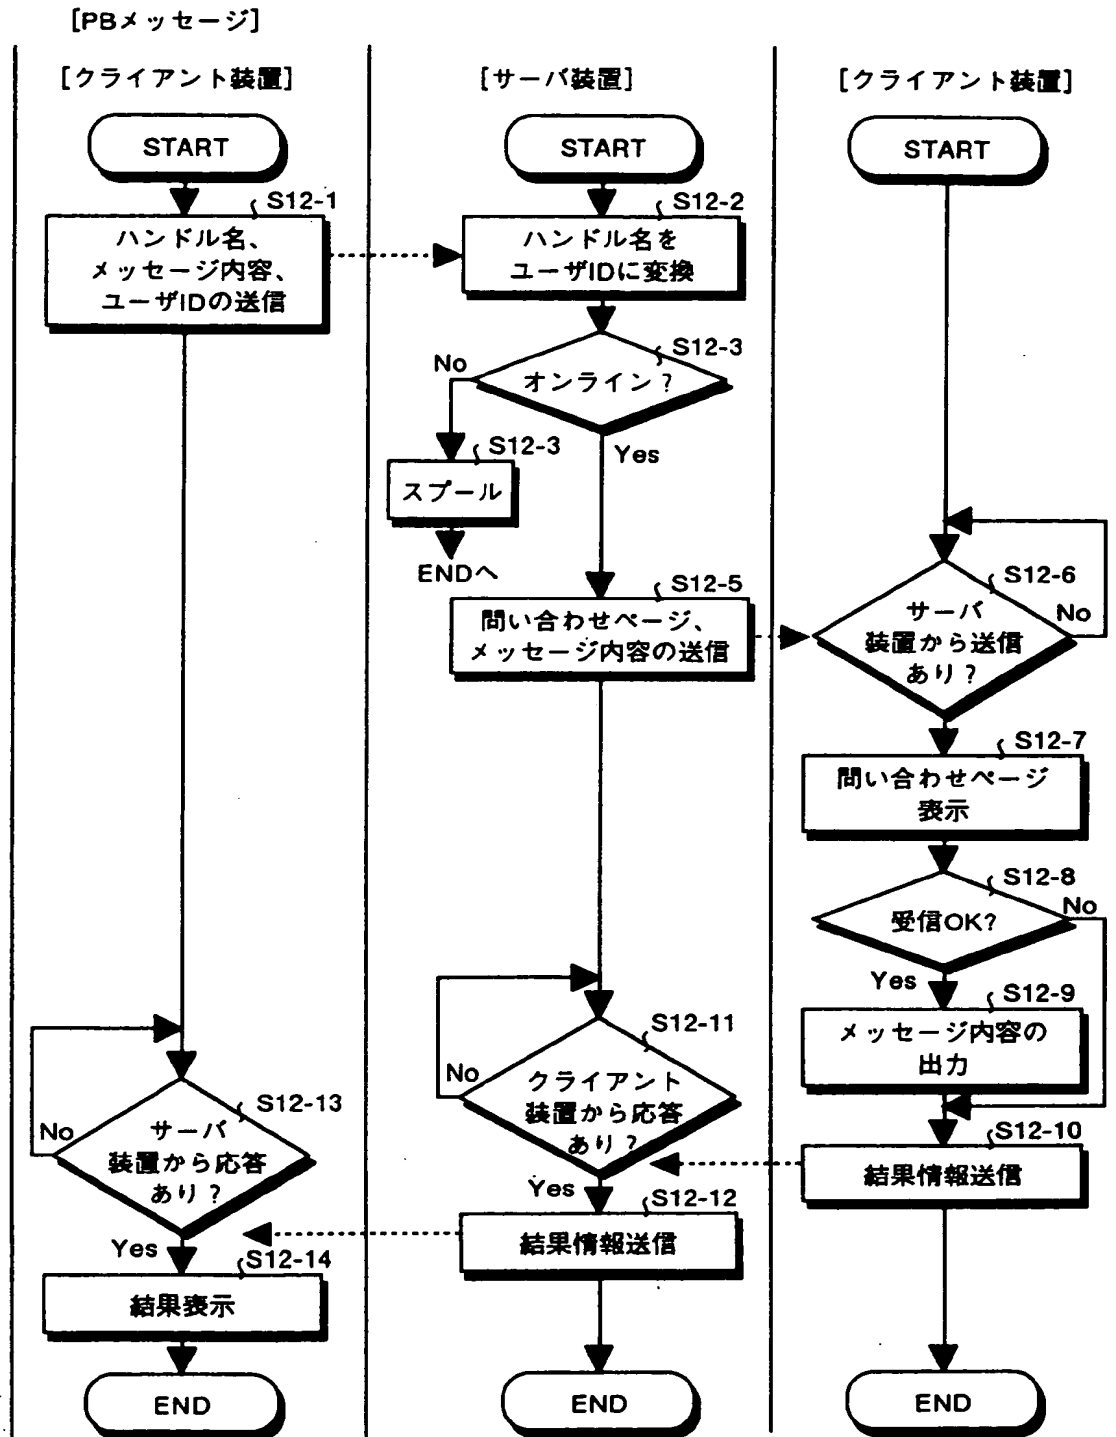 [PBメッセージ]
[クライアント装置]
START
S12-1
ハンドル名、
メッセージ内容、
ユーザIDの送信
S12-13
No
サーバ
装置から応答
あり?
Yes
S12-14
結果表示
END
[サーバ装置]
START
S12-2
ハンドル名を
ユーザIDに変換
S12-3
No
オンライン?
Yes
S12-3
スプール
ENDへ
S12-5
問い合わせページ、
メッセージ内容の送信
S12-11
No
クライアント
装置から応答
あり?
Yes
S12-12
結果情報送信
END
[クライアント装置]
START
S12-6
サーバ
No
装置から送信
あり?
S12-7
問い合わせページ
表示
S12-8
No
受信OK?
Yes
S12-9
メッセージ内容の
出力
S12-10
結果情報送信
END